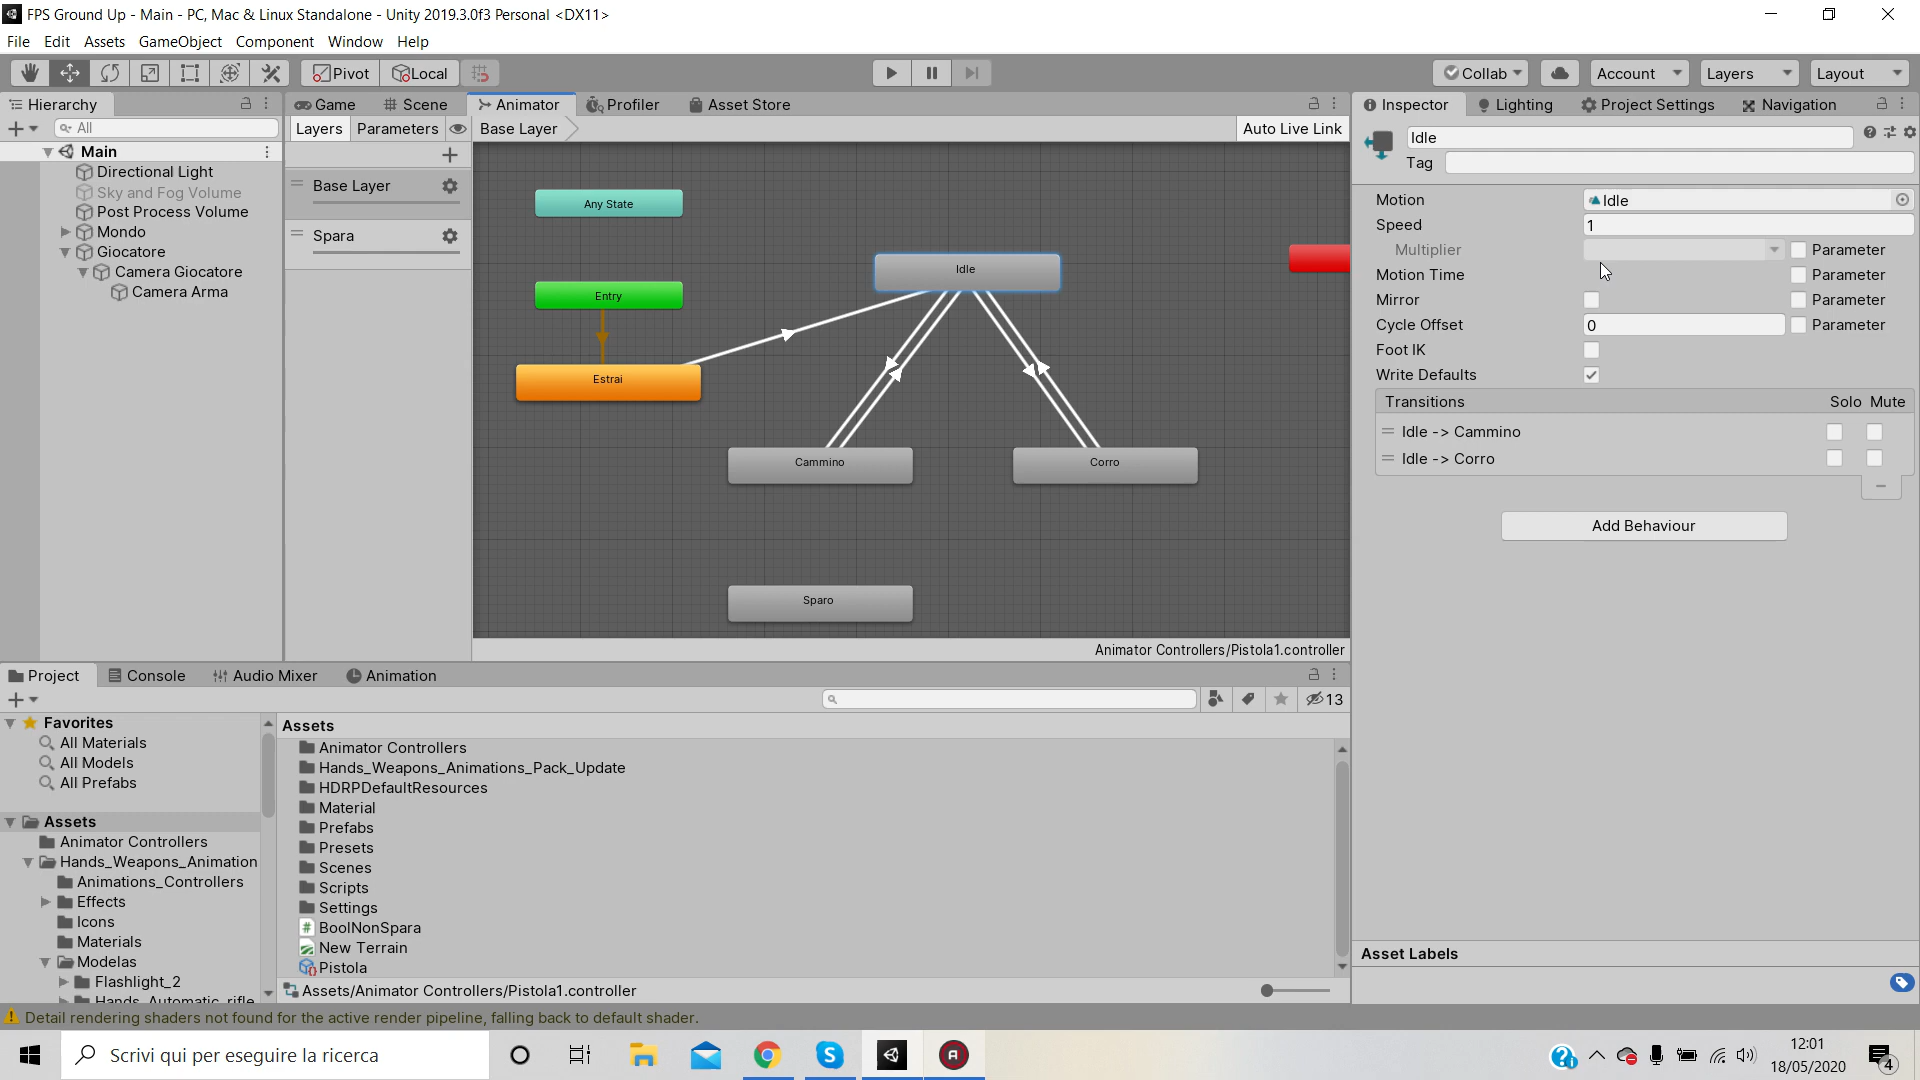 FPS Ground Up - Main - PC, Mac & Linux Standalone - Unity 2019.3.0f3 Personal <DX11>
File Edit Assets GameObject Component Window Help
Pivot Local Collab Account Layers Layout
Hierarchy Game Scene Animator Profiler Asset Store Inspector Lighting Project Settings Navigation
All Layers Parameters Base Layer Auto Live Link
Main
Directional Light
Sky and Fog Volume
Post Process Volume
Mondo
Giocatore
Camera Giocatore
Camera Arma
Base Layer
Spara
Any State
Entry
Estrai
Idle
Cammino
Corro
Sparo
Animator Controllers/Pistola1.controller
Idle
Tag
Motion Idle
Speed 1
Multiplier Parameter
Motion Time Parameter
Mirror Parameter
Cycle Offset 0 Parameter
Foot IK
Write Defaults
Transitions Solo Mute
= Idle -> Cammino
= Idle -> Corro
Add Behaviour
Asset Labels
Project Console Audio Mixer Animation
13
Favorites
All Materials
All Models
All Prefabs
Assets
Animator Controllers
Hands_Weapons_Animation
Animations_Controllers
Effects
Icons
Materials
Modelas
Flashlight_2
Hands_Automatic_rifle
Assets
Animator Controllers
Hands_Weapons_Animations_Pack_Update
HDRPDefaultResources
Material
Prefabs
Presets
Scenes
Scripts
Settings
BoolNonSpara
New Terrain
Pistola
Assets/Animator Controllers/Pistola1.controller
Detail rendering shaders not found for the active render pipeline, falling back to default shader.
Scrivi qui per eseguire la ricerca
12:01
18/05/2020
4